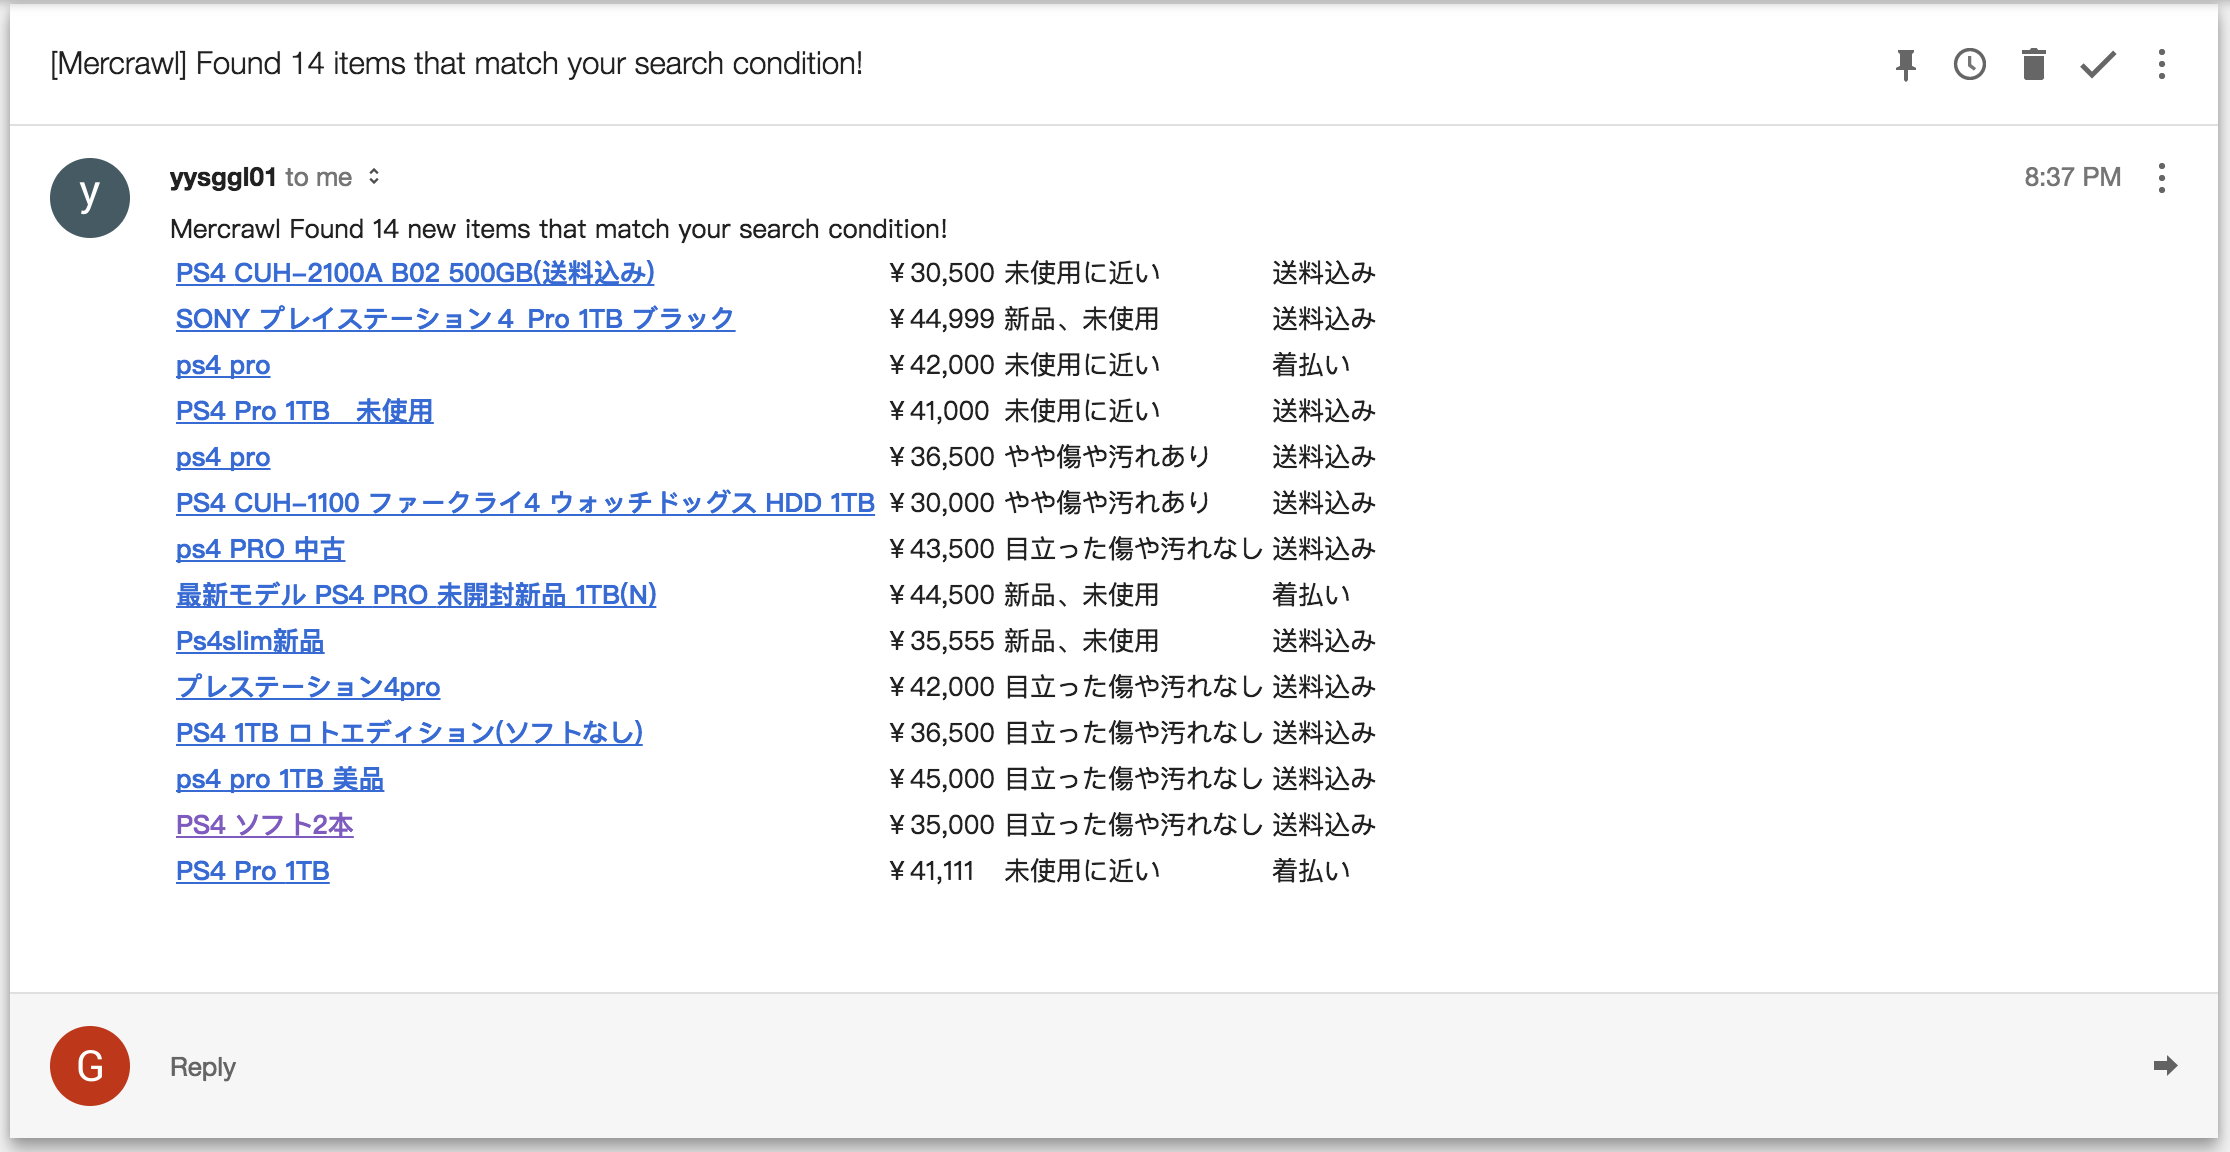 [Mercrawl] Found 14 items that match your search condition!
y
yysggl01 to me
8:37 PM
Mercrawl Found 14 new items that match your search condition!
PS4 CUH-2100A B02 500GB(送料込み) ¥30,500 未使用に近い 送料込み
SONY プレイステーション４ Pro 1TB ブラック ¥44,999 新品、未使用 送料込み
ps4 pro ¥42,000 未使用に近い 着払い
PS4 Pro 1TB　未使用 ¥41,000 未使用に近い 送料込み
ps4 pro ¥36,500 やや傷や汚れあり 送料込み
PS4 CUH-1100 ファークライ4 ウォッチドッグス HDD 1TB ¥30,000 やや傷や汚れあり 送料込み
ps4 PRO 中古 ¥43,500 目立った傷や汚れなし 送料込み
最新モデル PS4 PRO 未開封新品 1TB(N) ¥44,500 新品、未使用 着払い
Ps4slim新品 ¥35,555 新品、未使用 送料込み
プレステーション4pro ¥42,000 目立った傷や汚れなし 送料込み
PS4 1TB ロトエディション(ソフトなし) ¥36,500 目立った傷や汚れなし 送料込み
ps4 pro 1TB 美品 ¥45,000 目立った傷や汚れなし 送料込み
PS4 ソフト2本 ¥35,000 目立った傷や汚れなし 送料込み
PS4 Pro 1TB ¥41,111 未使用に近い 着払い
G
Reply